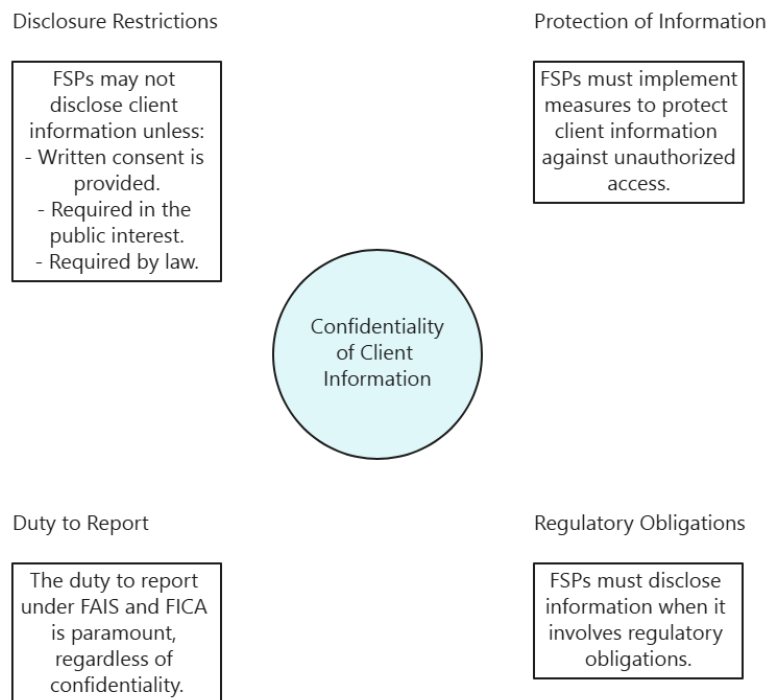 Disclosure Restrictions
FSPs may not
disclose client
information unless:
- Written consent is
provided.
- Required in the
public interest.
- Required by law.
Protection of Information
FSPs must implement
measures to protect
client information
against unauthorized
access.
Confidentiality
of Client
Information
Duty to Report
The duty to report
under FAIS and FICA
is paramount,
regardless of
confidentiality.
Regulatory Obligations
FSPs must disclose
information when it
involves regulatory
obligations.